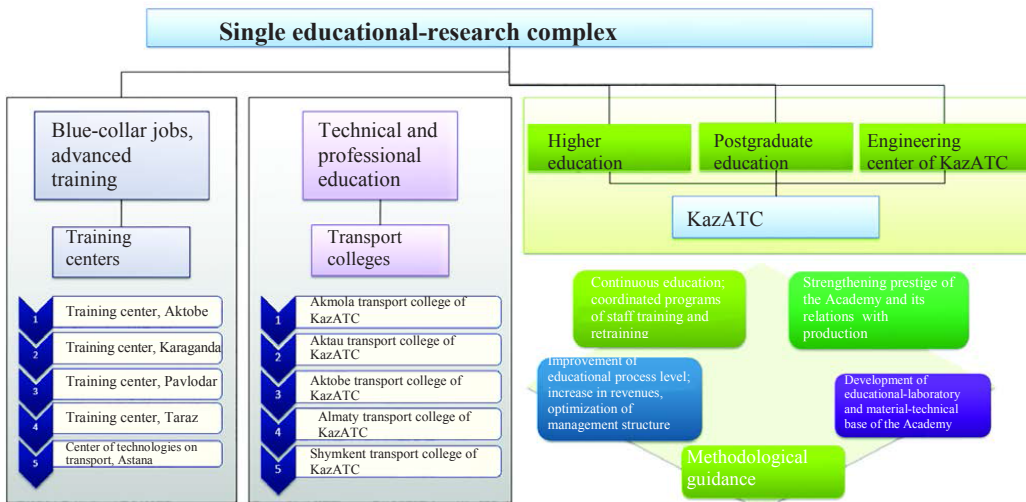 Single educational-research complex
Blue-collar jobs,
advanced
training
Training
centers
1
Training center, Aktobe
2
Training center, Karaganda
3
Training center, Pavlodar
4
Training center, Taraz
5
Center of technologies on
transport, Astana
Technical and
professional
education
Transport
colleges
1
Akmola transport college of
KazATC
2
Aktau transport college of
KazATC
3
Aktobe transport college of
KazATC
4
Almaty transport college of
KazATC
5
Shymkent transport college of
KazATC
Higher
education
Postgraduate
education
Engineering
center of KazATC
KazATC
Continuous education;
coordinated programs
of staff training and
retraining
Strengthening prestige
of the Academy and its
relations with
production
Improvement of
educational process level;
increase in revenues,
optimization of
management structure
Development of
educational-laboratory
and material-technical
base of the Academy
Methodological
guidance